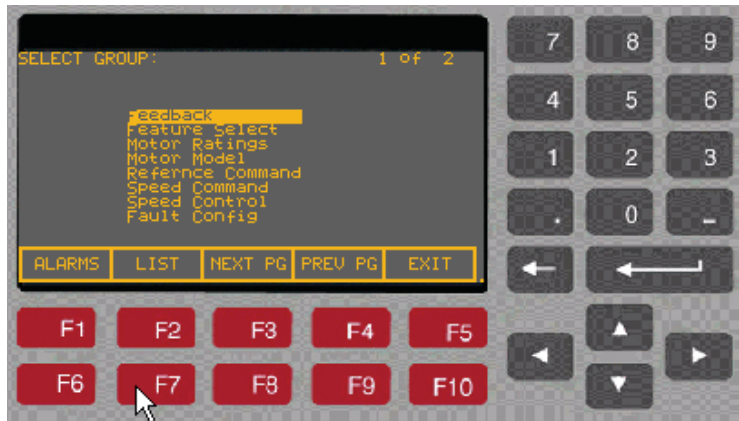 SELECT GROUP: 1 of 2
Feedback
Feature Select
Motor Ratings
Motor Model
Refernce Command
Speed Command
Speed Control
Fault Config
ALARMS LIST NEXT PG PREV PG EXIT
F1 F2 F3 F4 F5
F6 F7 F8 F9 F10
7 8 9
4 5 6
1 2 3
. 0 -